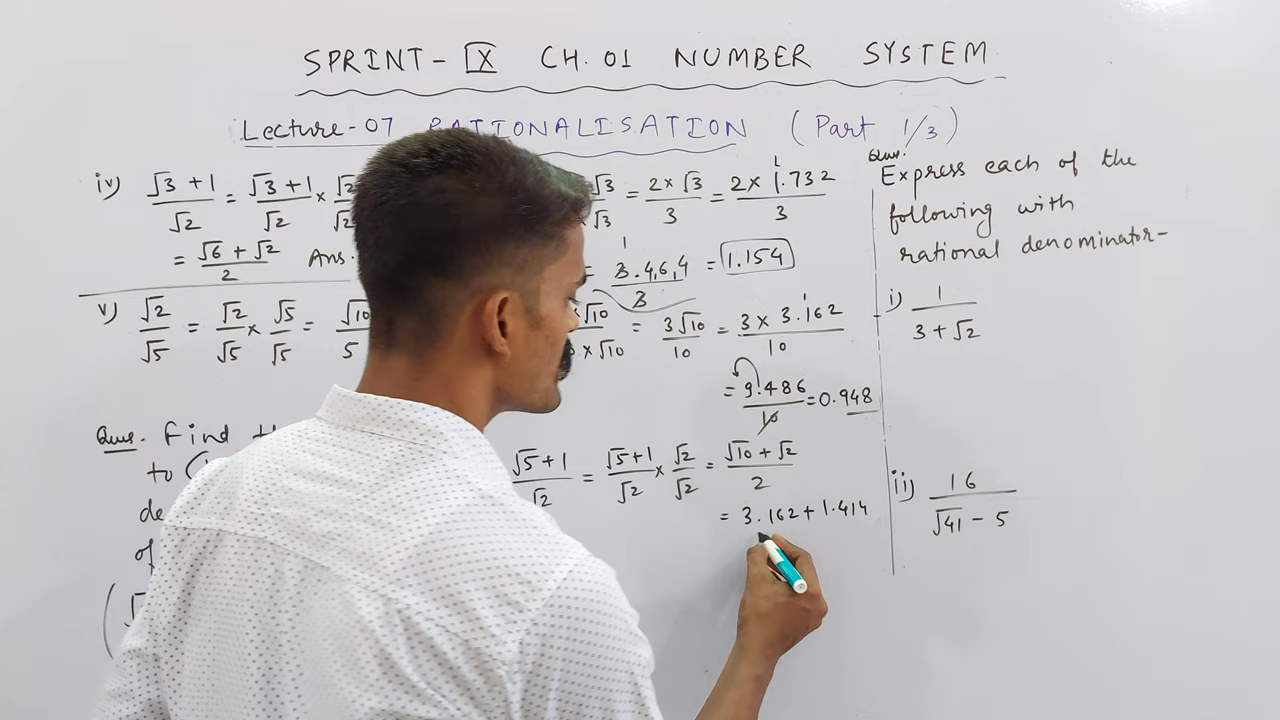 SPRINT-IX CH.01 NUMBER SYSTEM
Lecture-07 RATIONALISATION (Part 1/3)
iv) (√3+1)/√2 = (√3+1)/√2 × √2/√2
= (√6+√2)/2 Ans.
v) √2/√5 = √2/√5 × √5/√5 = √10/5
Ques. Find
to
de
of
√3/√3 = 2×√3/3 = 2×1.732/3
= 3.464/3 = 1.154
√10/×√10 = 3√10/10 = 3×3.162/10
= 9.486/10 = 0.948
(√5+1)/√2 = (√5+1)/√2 × √2/√2 = (√10+√2)/2
= 3.162+1.414
Ques.
Express each of the
following with
rational denominator-
i) 1/(3+√2)
ii) 16/(√41-5)